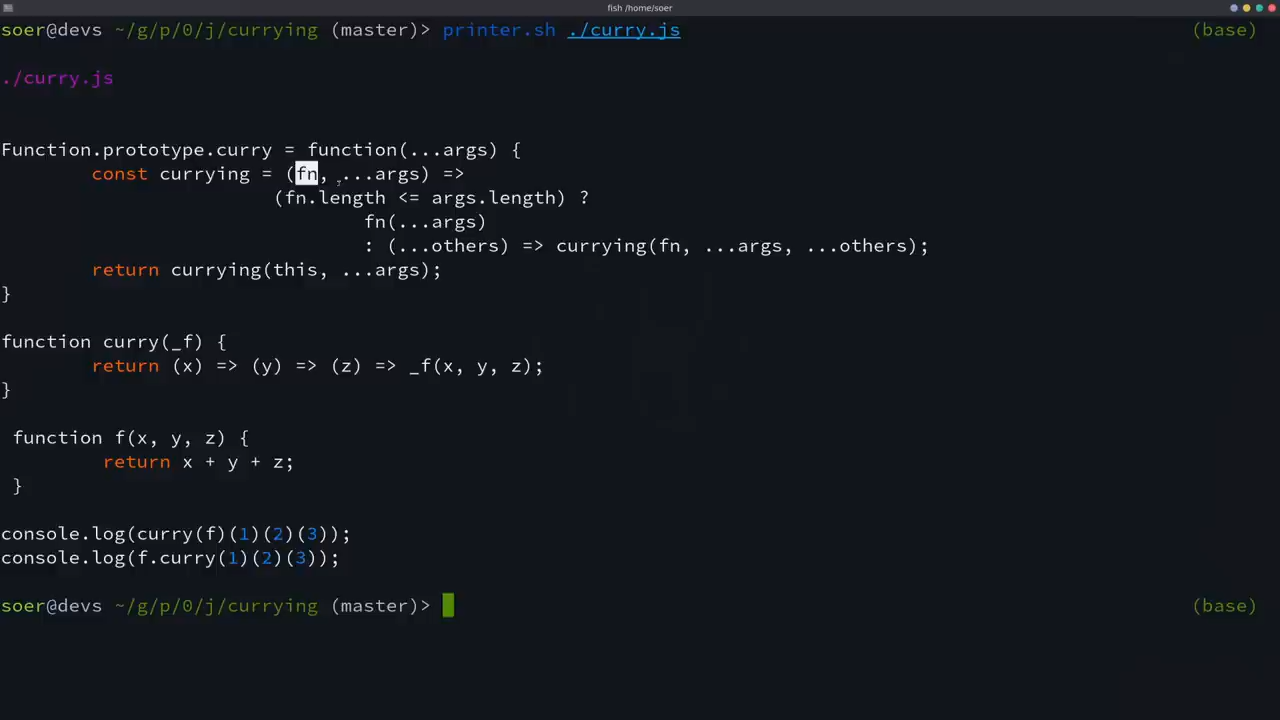 fish /home/soer
soer@devs ~/g/p/0/j/currying (master)> printer.sh ./curry.js (base)
./curry.js
Function.prototype.curry = function(...args) {
const currying = (fn, ...args) =>
(fn.length <= args.length) ?
fn(...args)
: (...others) => currying(fn, ...args, ...others);
return currying(this, ...args);
}
function curry(_f) {
return (x) => (y) => (z) => _f(x, y, z);
}
function f(x, y, z) {
return x + y + z;
}
console.log(curry(f)(1)(2)(3));
console.log(f.curry(1)(2)(3));
soer@devs ~/g/p/0/j/currying (master)> (base)